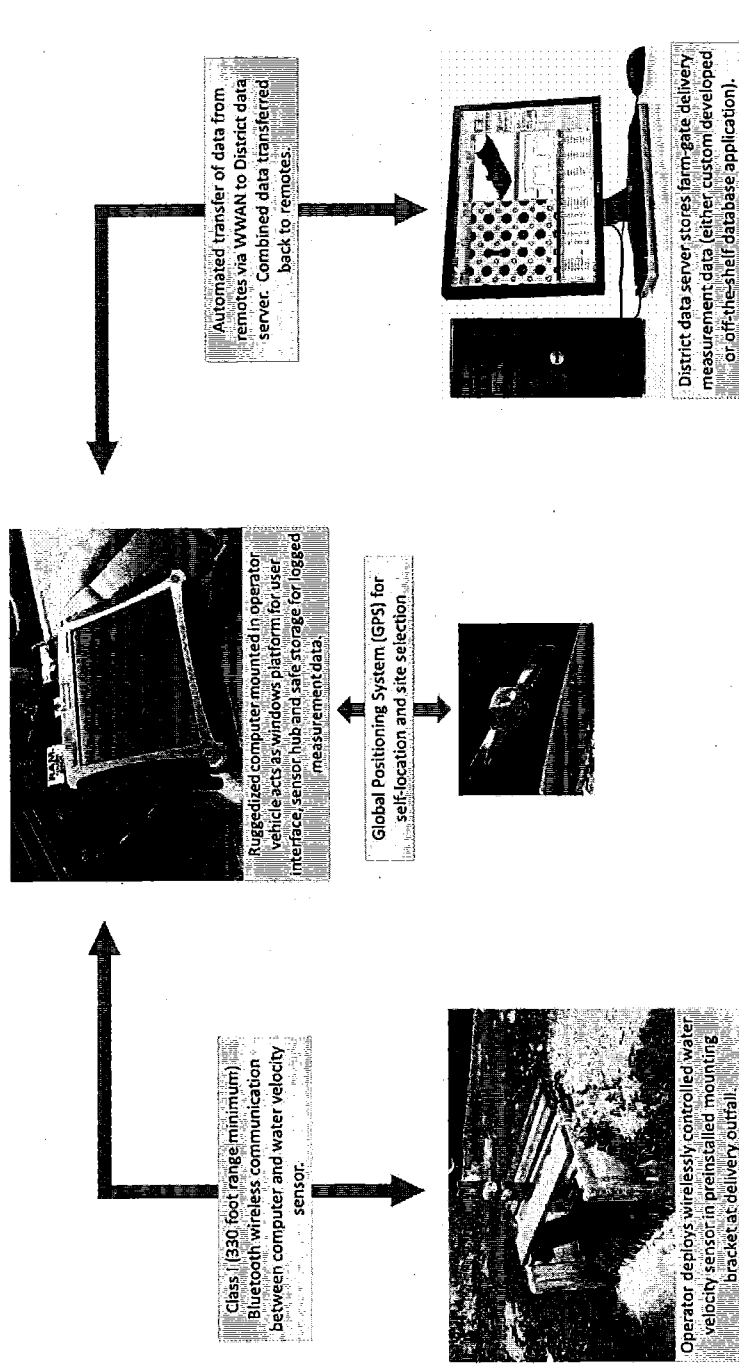 Class I (330 foot range minimum)
Bluetooth wireless communication
between computer and water velocity
sensor.
Operator deploys wirelessly controlled water
velocity sensor in preinstalled mounting
bracket at delivery outfall.
Ruggedized computer mounted in operator
vehicle acts as windows platform for user
interface, sensor hub and safe storage for logged
measurement data.
Global Positioning System (GPS) for
self-location and site selection
Automated transfer of data from
remotes via WWAN to District data
server. Combined data transferred
back to remotes.
District data server stores farm-gate delivery
measurement data (either custom developed
or off-the-shelf database application).